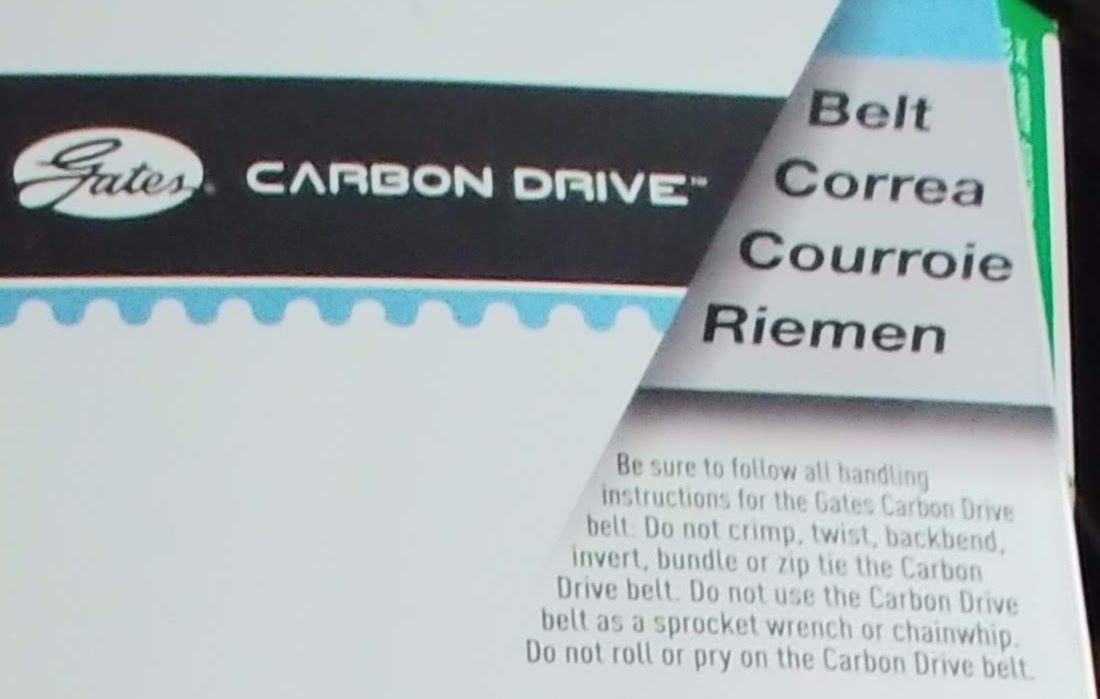 Gates® CARBON DRIVE™
Belt
Correa
Courroie
Riemen
Be sure to follow all handling
instructions for the Gates Carbon Drive
belt: Do not crimp, twist, backbend,
invert, bundle or zip tie the Carbon
Drive belt. Do not use the Carbon Drive
belt as a sprocket wrench or chainwhip.
Do not roll or pry on the Carbon Drive belt.